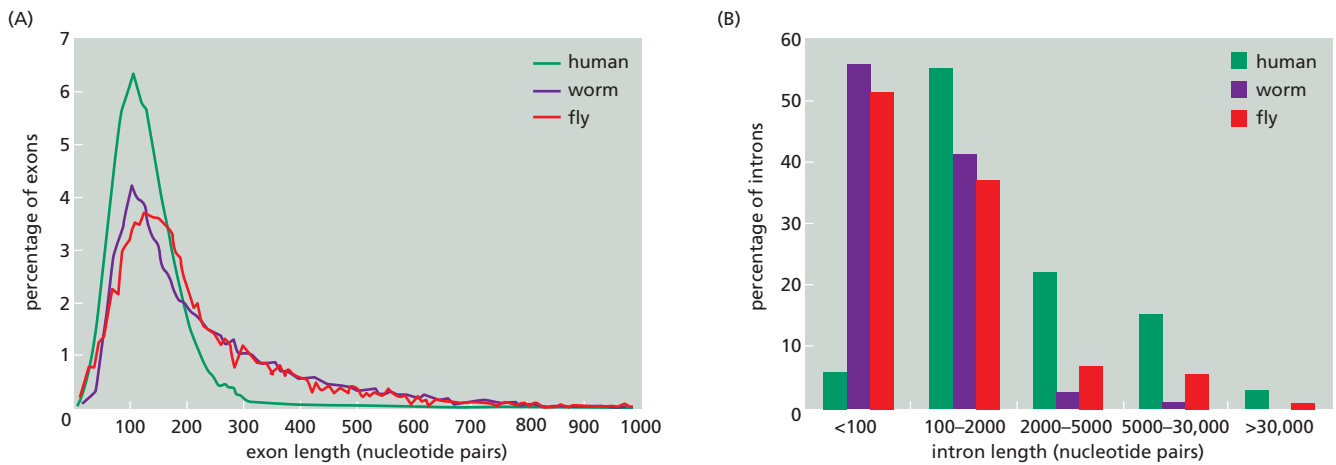 (A)
percentage of exons
7
6
5
4
3
2
1
0
100 200 300 400 500 600 700 800 900 1000
exon length (nucleotide pairs)
human
worm
fly
(B)
percentage of introns
60
50
40
30
20
10
0
<100 100–2000 2000–5000 5000–30,000 >30,000
intron length (nucleotide pairs)
human
worm
fly